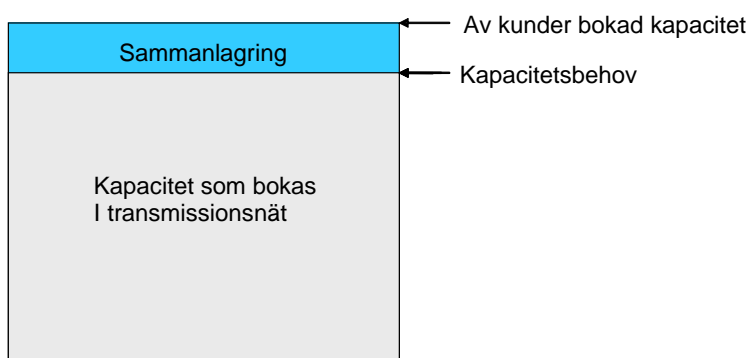 Av kunder bokad kapacitet
Sammanlagring
Kapacitetsbehov
Kapacitet som bokas
I transmissionsnät